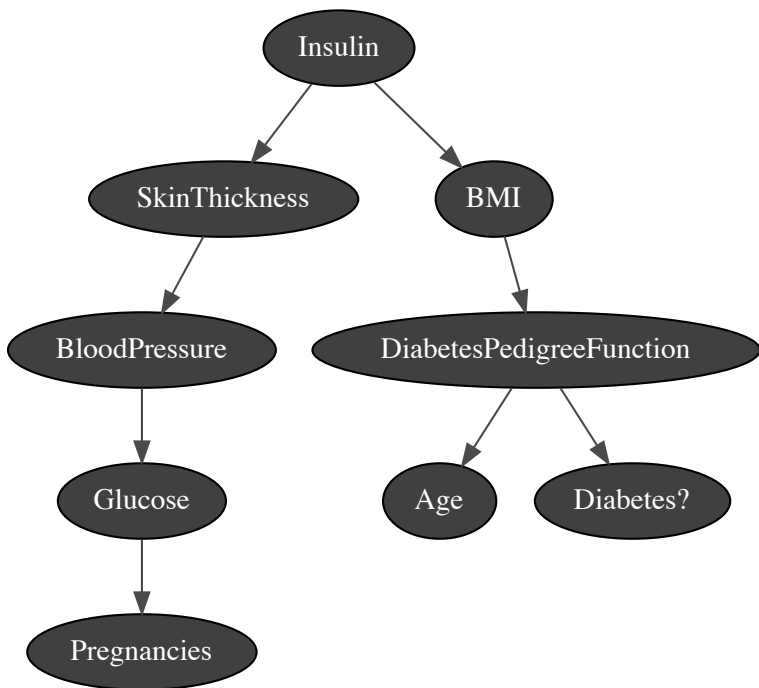 Insulin
SkinThickness
BMI
BloodPressure
DiabetesPedigreeFunction
Glucose
Age
Diabetes?
Pregnancies